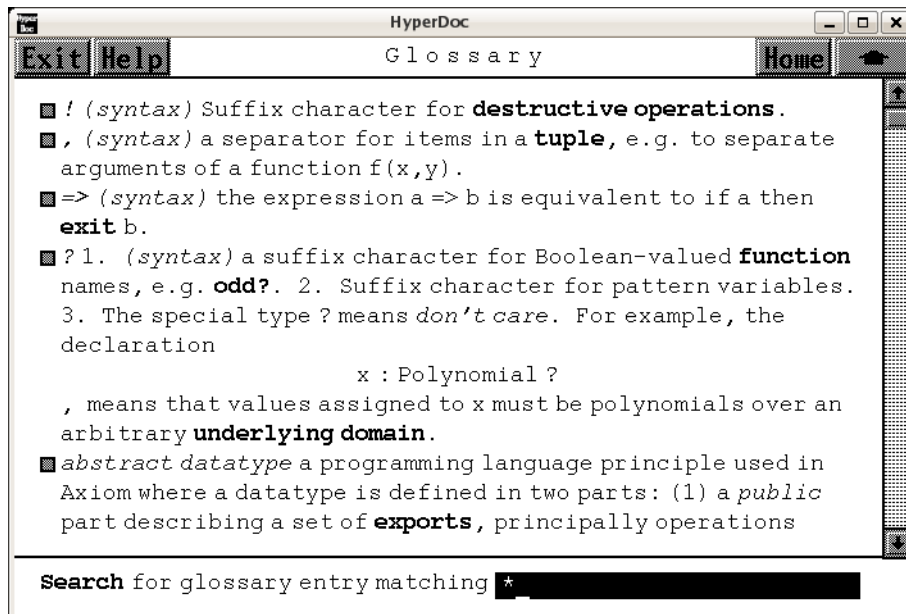 Hyper Doc
HyperDoc
Exit Help Glossary Home
! (syntax) Suffix character for destructive operations.
, (syntax) a separator for items in a tuple, e.g. to separate
arguments of a function f(x,y).
=> (syntax) the expression a => b is equivalent to if a then
exit b.
? 1. (syntax) a suffix character for Boolean-valued function
names, e.g. odd?. 2. Suffix character for pattern variables.
3. The special type ? means don't care. For example, the
declaration
x : Polynomial ?
, means that values assigned to x must be polynomials over an
arbitrary underlying domain.
abstract datatype a programming language principle used in
Axiom where a datatype is defined in two parts: (1) a public
part describing a set of exports, principally operations
Search for glossary entry matching *